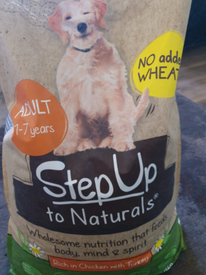 NO added
WHEAT
ADULT
1-7 years
Step Up
to Naturals
Wholesome nutrition that feeds
body, mind & spirit
Rich in Chicken with Turkey